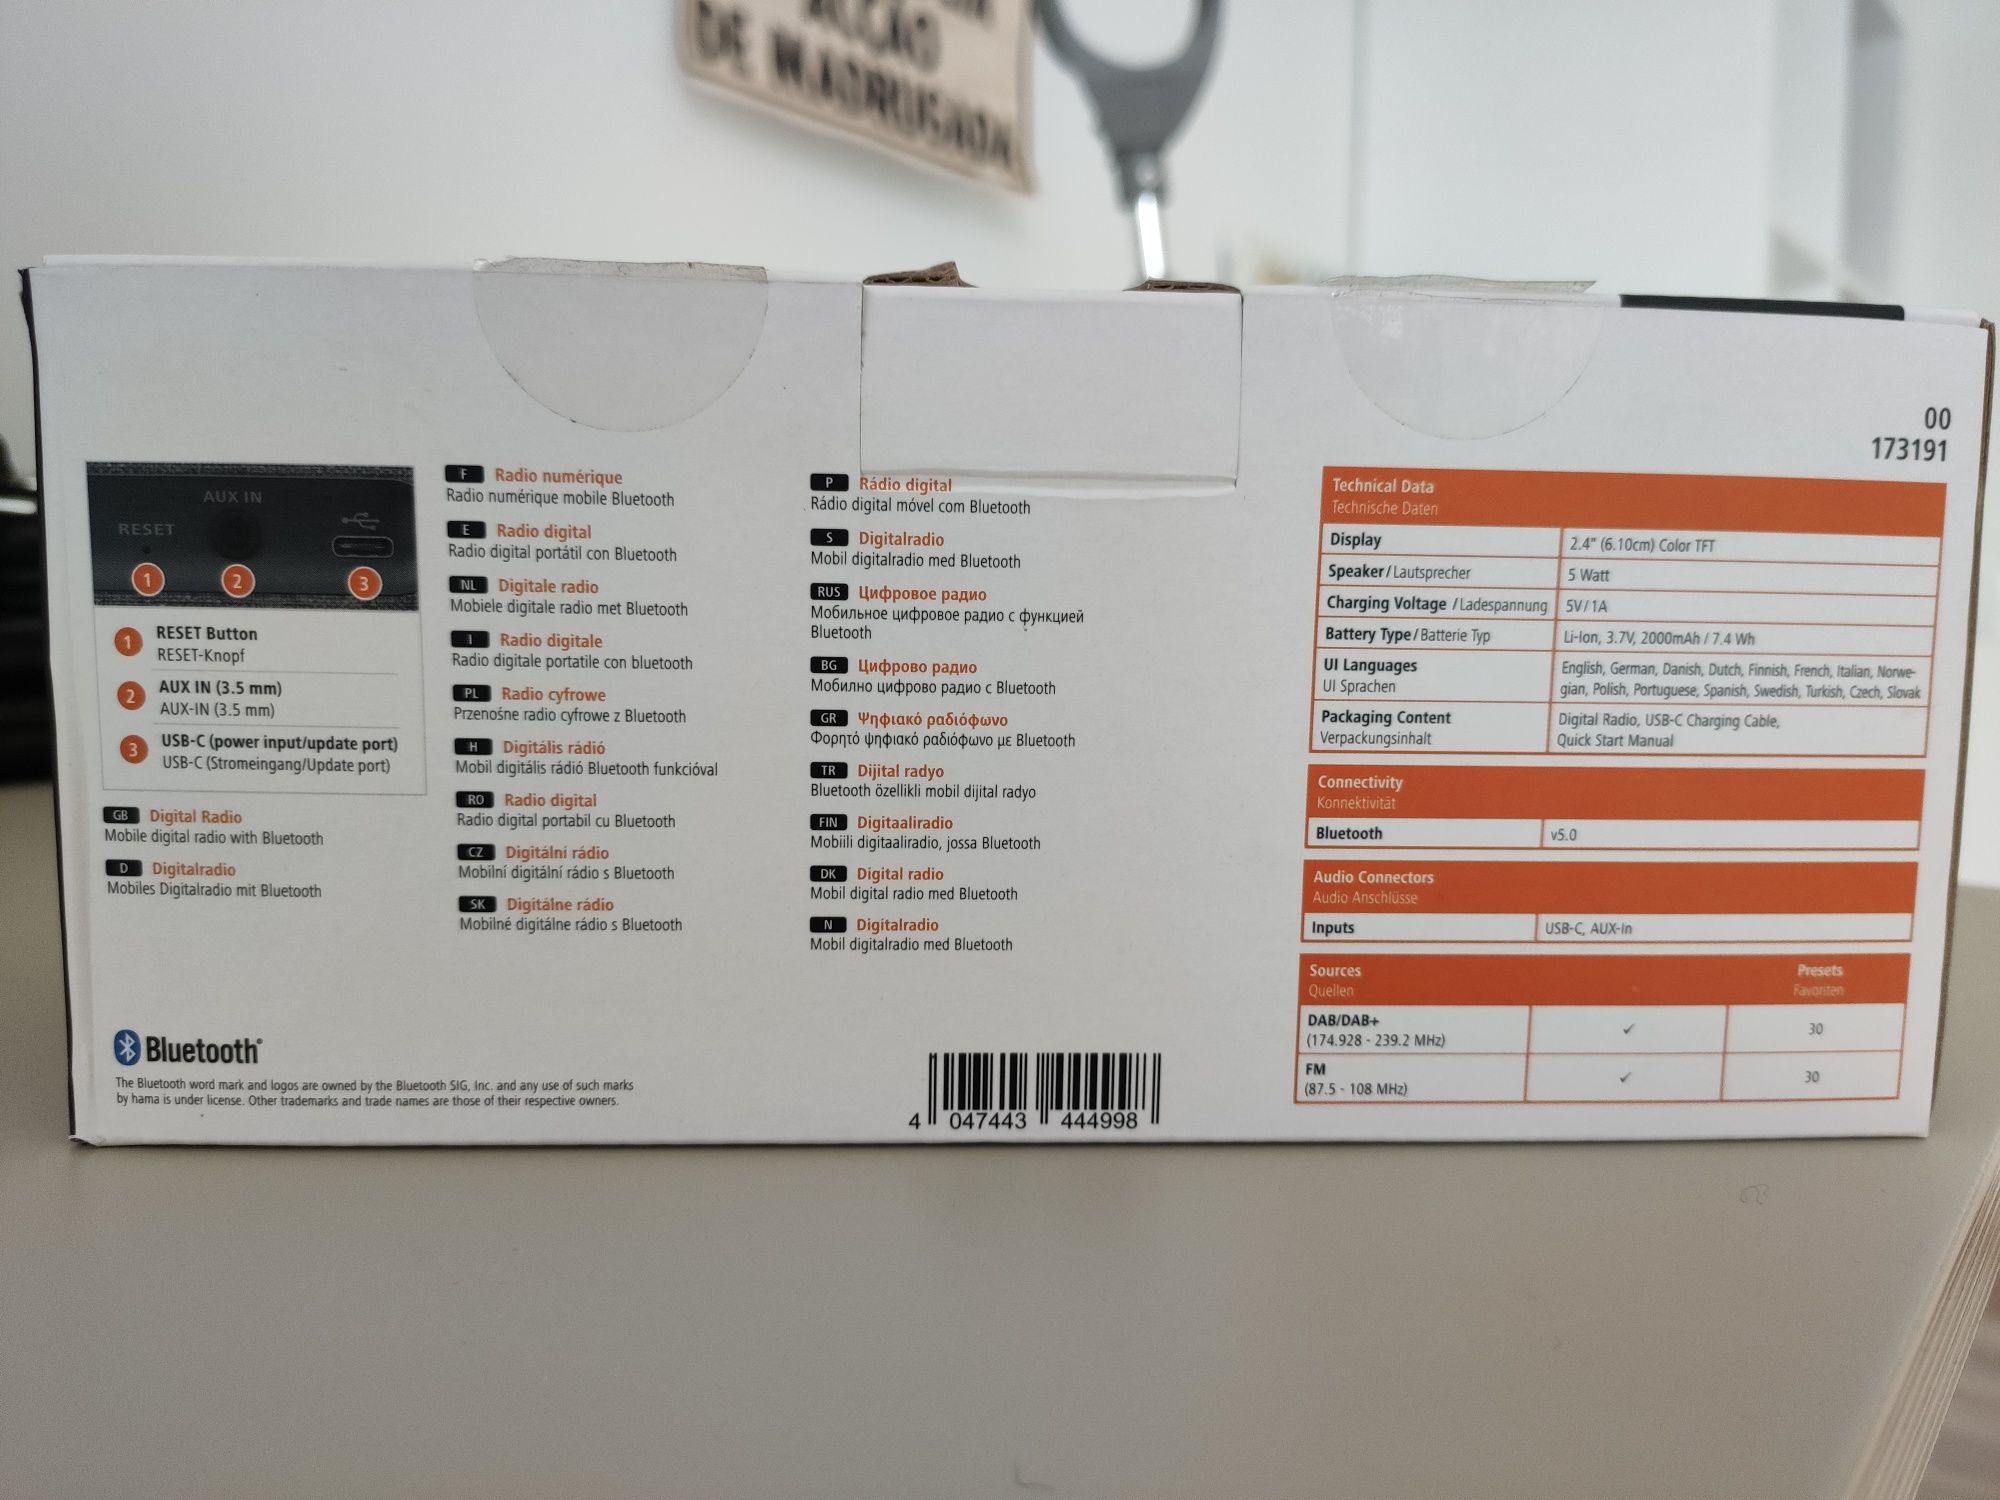 ACÇÃO
DE MADRUGADA
00
173191
AUX IN
RESET
1
2
3
1 RESET Button
RESET-Knopf
2 AUX IN (3.5 mm)
AUX-IN (3.5 mm)
3 USB-C (power input/update port)
USB-C (Stromeingang/Update port)
GB Digital Radio
Mobile digital radio with Bluetooth
D Digitalradio
Mobiles Digitalradio mit Bluetooth
F Radio numérique
Radio numérique mobile Bluetooth
E Radio digital
Radio digital portátil con Bluetooth
NL Digitale radio
Mobiele digitale radio met Bluetooth
I Radio digitale
Radio digitale portatile con bluetooth
PL Radio cyfrowe
Przenośne radio cyfrowe z Bluetooth
H Digitális rádió
Mobil digitális rádió Bluetooth funkcióval
RO Radio digital
Radio digital portabil cu Bluetooth
CZ Digitální rádio
Mobilní digitální rádio s Bluetooth
SK Digitálne rádio
Mobilné digitálne rádio s Bluetooth
P Rádio digital
Rádio digital móvel com Bluetooth
S Digitalradio
Mobil digitalradio med Bluetooth
RUS Цифровое радио
Мобильное цифровое радио с функцией
Bluetooth
BG Цифрово радио
Мобилно цифрово радио с Bluetooth
GR Ψηφιακό ραδιόφωνο
Φορητό ψηφιακό ραδιόφωνο με Bluetooth
TR Dijital radyo
Bluetooth özellikli mobil dijital radyo
FIN Digitaaliradio
Mobiili digitaaliradio, jossa Bluetooth
DK Digital radio
Mobil digital radio med Bluetooth
N Digitalradio
Mobil digitalradio med Bluetooth
Technical Data
Technische Daten
Display 2.4" (6.10cm) Color TFT
Speaker/Lautsprecher 5 Watt
Charging Voltage /Ladespannung 5V/1A
Battery Type/Batterie Typ Li-Ion, 3.7V, 2000mAh / 7.4 Wh
UI Languages English, German, Danish, Dutch, Finnish, French, Italian, Norwe-
UI Sprachen gian, Polish, Portuguese, Spanish, Swedish, Turkish, Czech, Slovak
Packaging Content Digital Radio, USB-C Charging Cable,
Verpackungsinhalt Quick Start Manual
Connectivity
Konnektivität
Bluetooth v5.0
Audio Connectors
Audio Anschlüsse
Inputs USB-C, AUX-In
Sources Presets
Quellen Favoriten
DAB/DAB+ ✓ 30
(174.928 - 239.2 MHz)
FM ✓ 30
(87.5 - 108 MHz)
Bluetooth®
The Bluetooth word mark and logos are owned by the Bluetooth SIG, Inc. and any use of such marks
by hama is under license. Other trademarks and trade names are those of their respective owners.
4 047443 444998